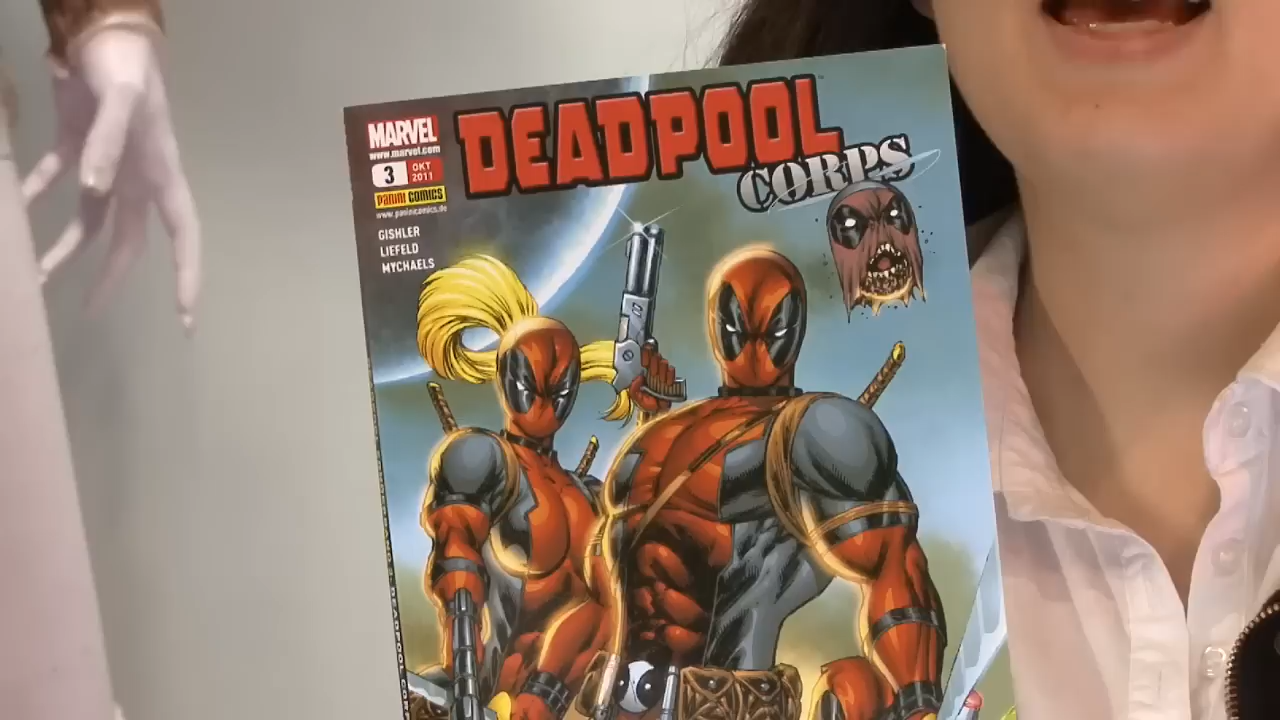 DEADPOOL
CORPS
MARVEL
www.marvel.com
3 OKT
2011
PANINI COMICS
www.paninicomics.de
GISHLER
LIEFELD
MYCHAELS